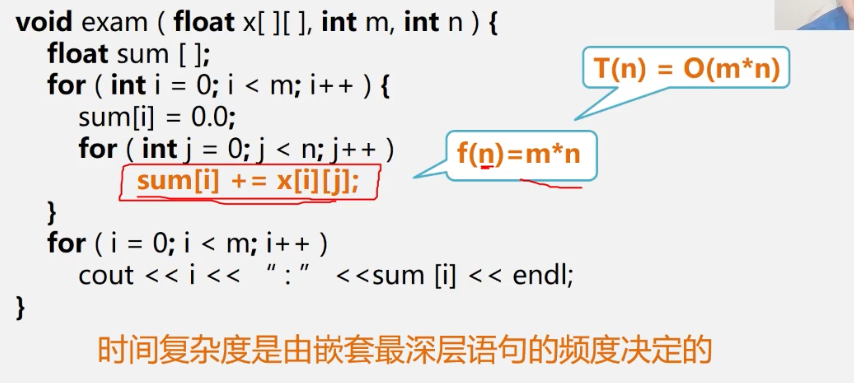 void exam ( float x[ ][ ], int m, int n ) {
float sum [ ];
for ( int i = 0; i < m; i++ ) {
sum[i] = 0.0;
for ( int j = 0; j < n; j++ )
sum[i] += x[i][j];
}
for ( i = 0; i < m; i++ )
cout << i << “ : ” <<sum [i] << endl;
}
T(n) = O(m*n)
f(n)=m*n
时间复杂度是由嵌套最深层语句的频度决定的